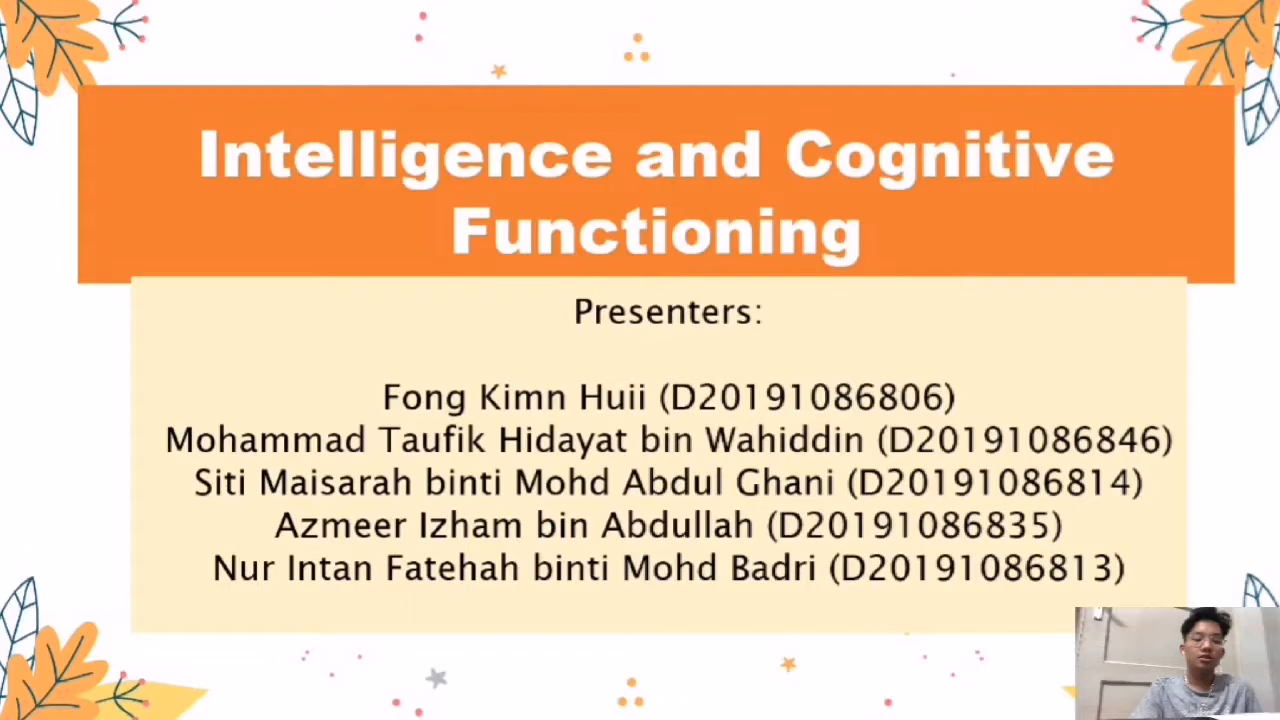 Intelligence and Cognitive
Functioning
Presenters:
Fong Kimn Huii (D20191086806)
Mohammad Taufik Hidayat bin Wahiddin (D20191086846)
Siti Maisarah binti Mohd Abdul Ghani (D20191086814)
Azmeer Izham bin Abdullah (D20191086835)
Nur Intan Fatehah binti Mohd Badri (D20191086813)